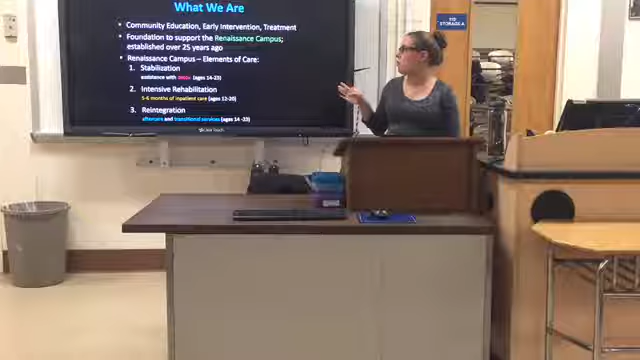 What We Are
• Community Education, Early Intervention, Treatment
• Foundation to support the Renaissance Campus;
established over 25 years ago
• Renaissance Campus – Elements of Care:
1. Stabilization
assistance with (ages 14-23)
2. Intensive Rehabilitation
5-6 months of inpatient care (ages 12-20)
3. Reintegration
aftercare and transitional services (ages 14 -23)
TO
STORAGE A